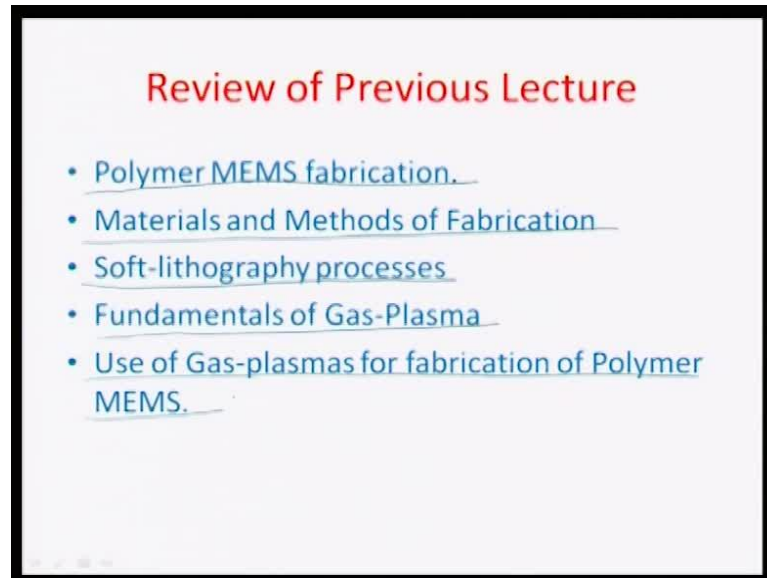 Review of Previous Lecture
• Polymer MEMS fabrication.
• Materials and Methods of Fabrication
• Soft-lithography processes
• Fundamentals of Gas-Plasma
• Use of Gas-plasmas for fabrication of Polymer
MEMS.